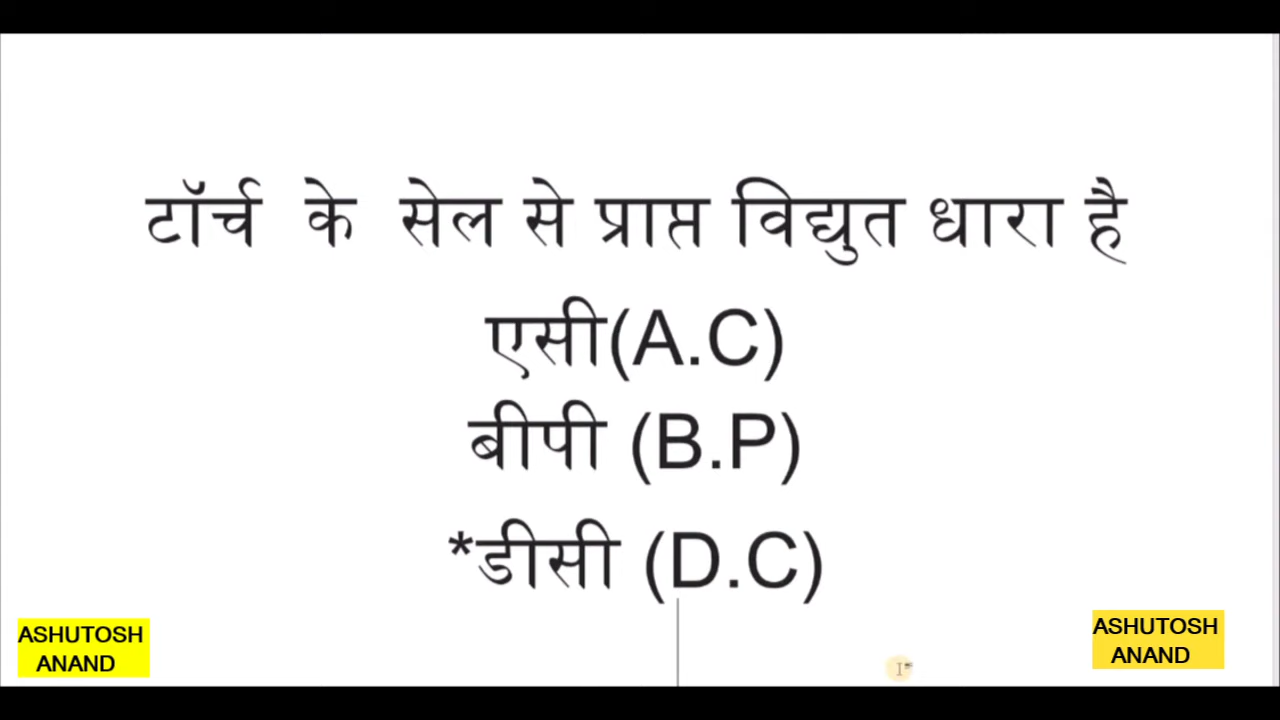 टॉर्च के सेल से प्राप्त विद्युत धारा है
एसी(A.C)
बीपी (B.P)
*डीसी (D.C)
ASHUTOSH
ANAND
ASHUTOSH
ANAND